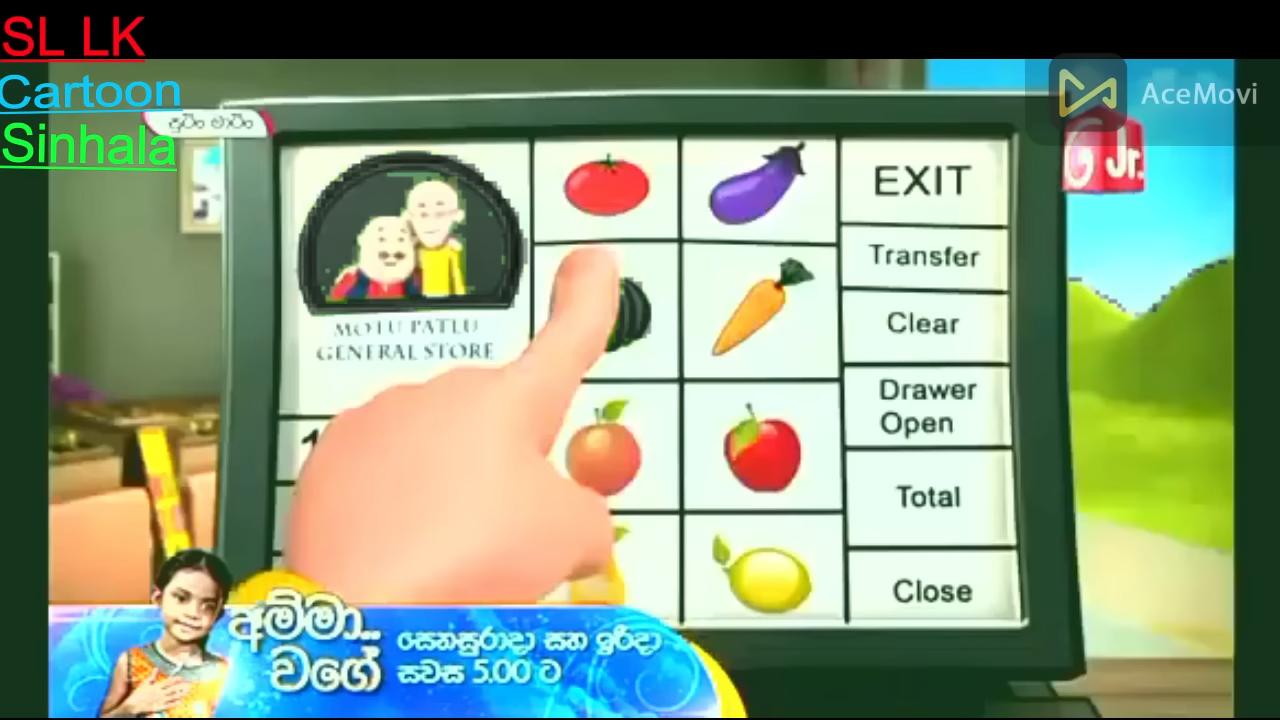 SL LK
Cartoon
Sinhala
AceMovi
Jr.
EXIT
Transfer
Clear
Drawer
Open
Total
Close
MOTU PATLU
GENERAL STORE
අම්මා..
වගේ
සෙනසුරාදා සහ ඉරිදා
සවස 5.00 ට